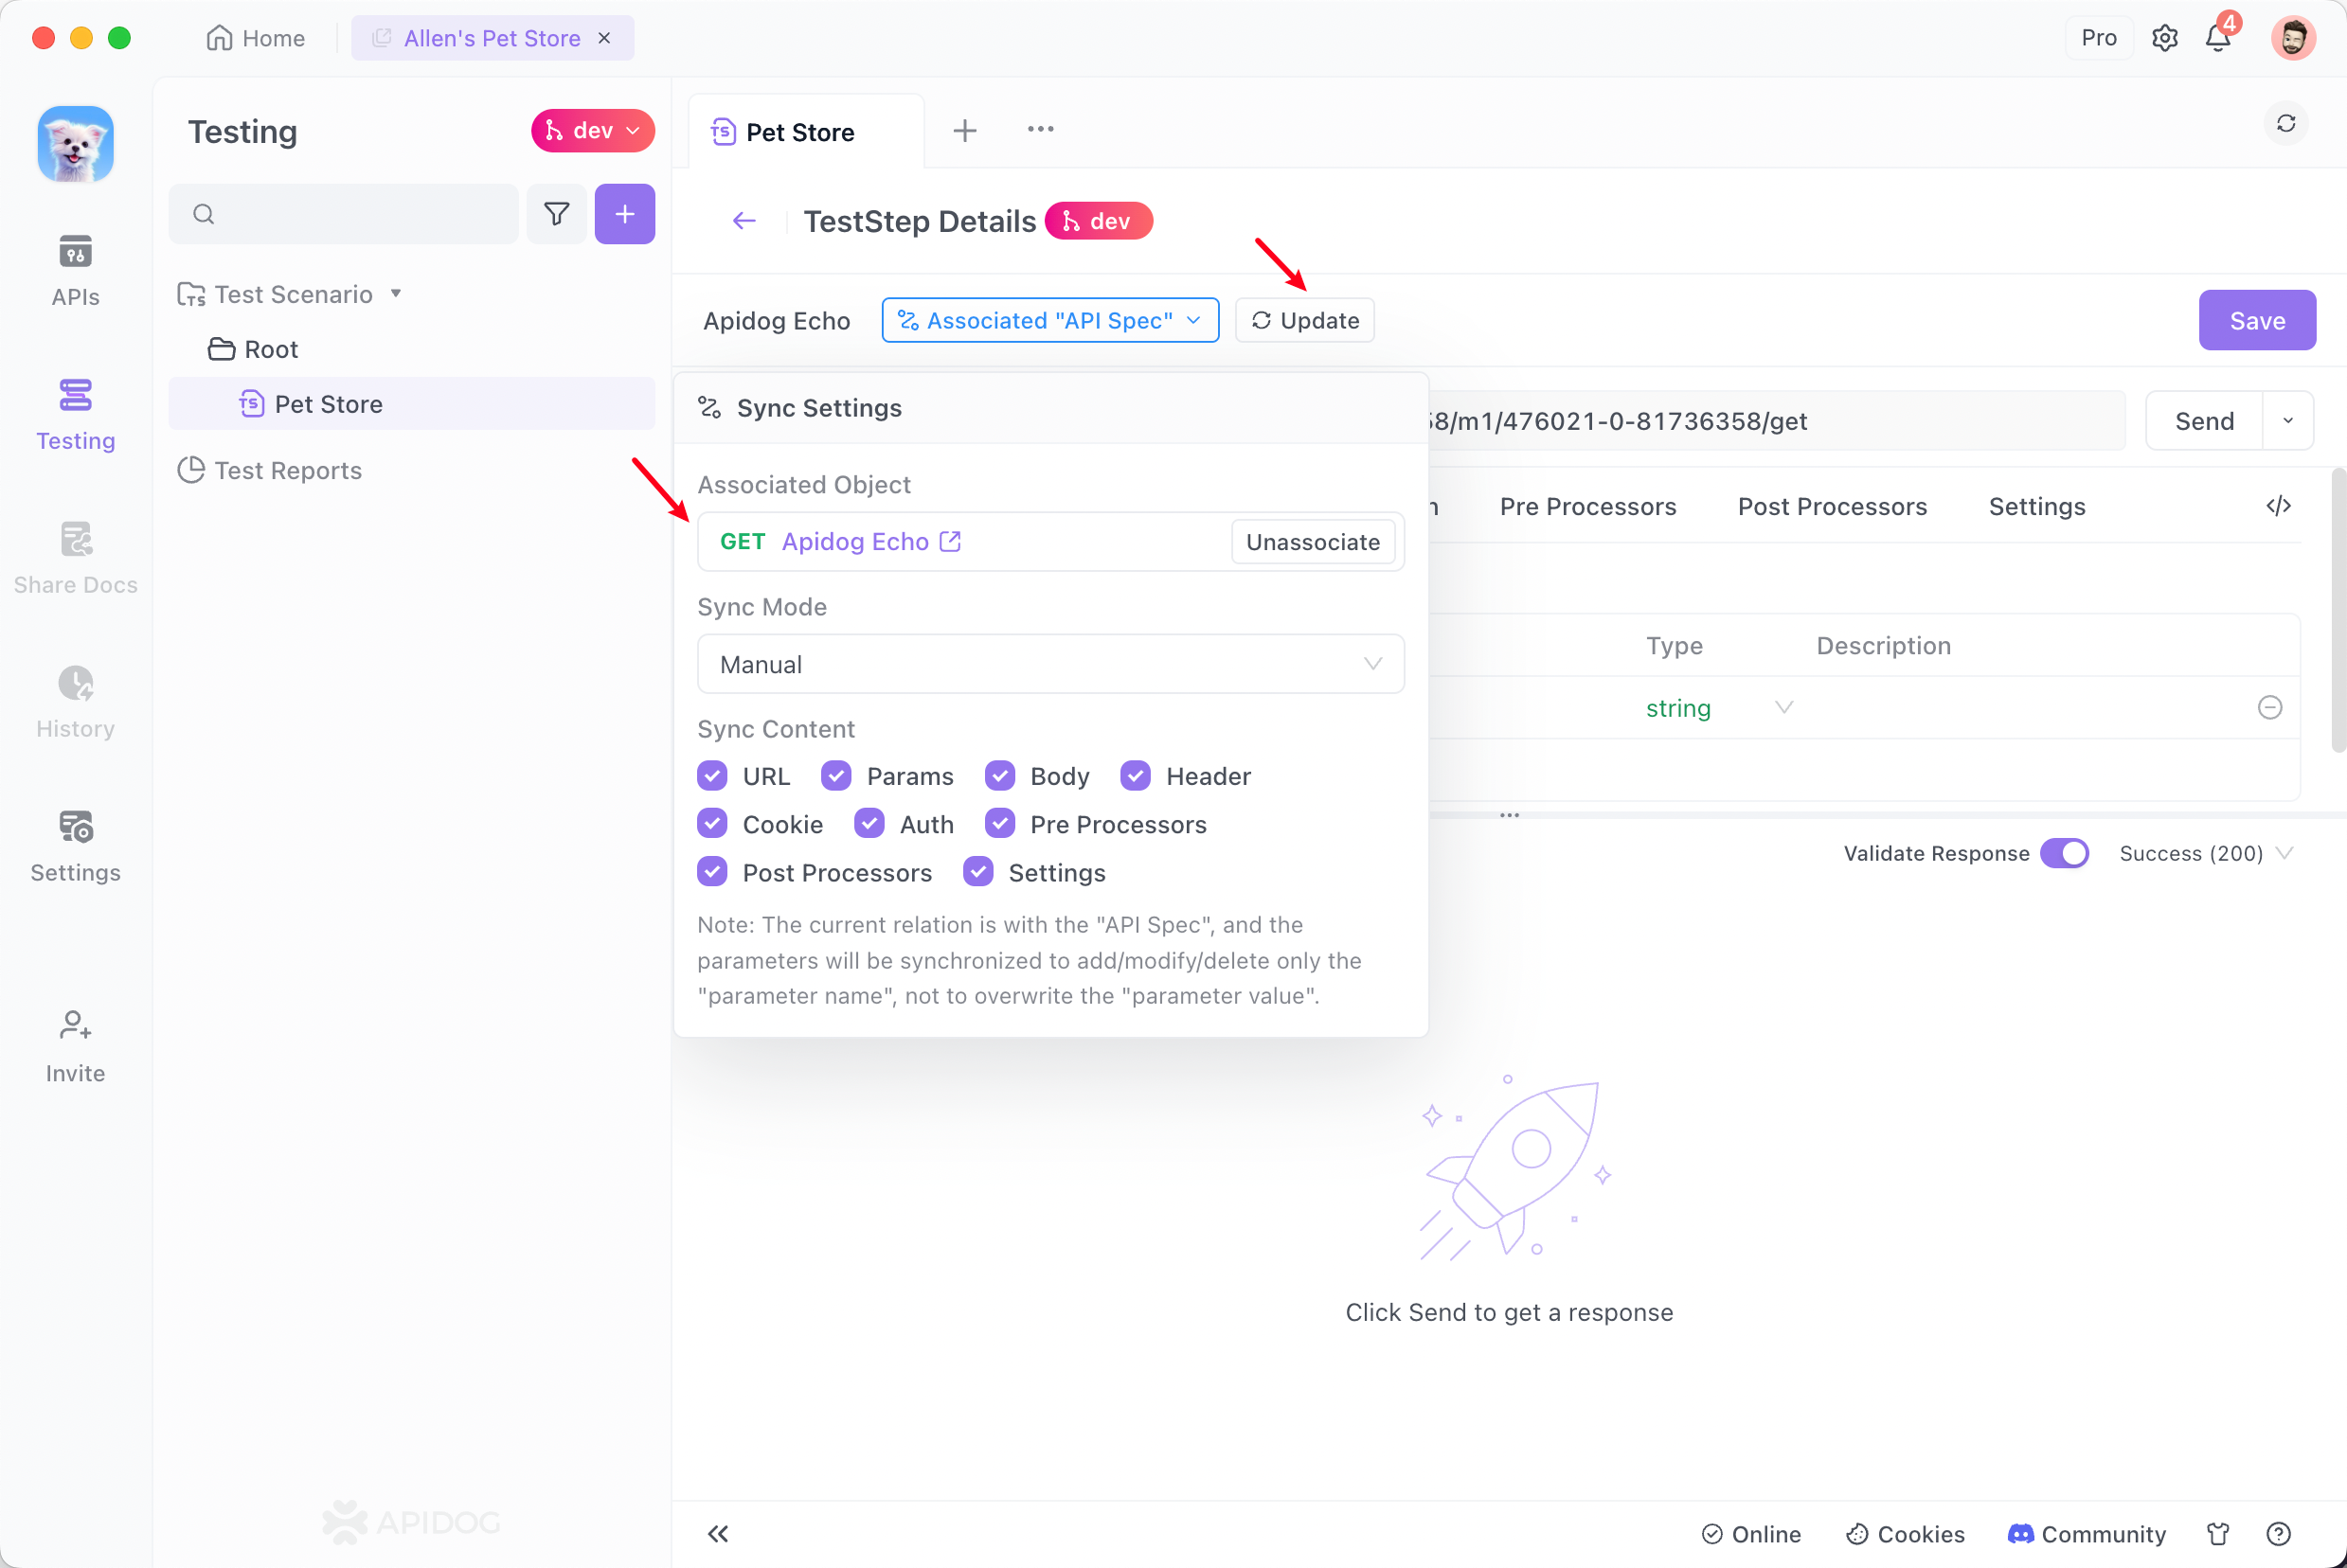 Home
Allen's Pet Store
Pro
4
Testing
dev
Pet Store
APIs
Testing
Share Docs
History
Settings
Invite
Test Scenario
Root
TS Pet Store
Test Reports
APIDOG
TestStep Details
dev
Apidog Echo
Associated "API Spec"
Update
Save
Sync Settings
58/m1/476021-0-81736358/get
Send
Associated Object
GET Apidog Echo
Unassociate
Pre Processors
Post Processors
Settings
Sync Mode
Manual
Type
Description
string
Sync Content
URL Params Body Header
Cookie Auth Pre Processors
Post Processors Settings
Note: The current relation is with the "API Spec", and the
parameters will be synchronized to add/modify/delete only the
"parameter name", not to overwrite the "parameter value".
Validate Response
Success (200)
Click Send to get a response
Online
Cookies
Community